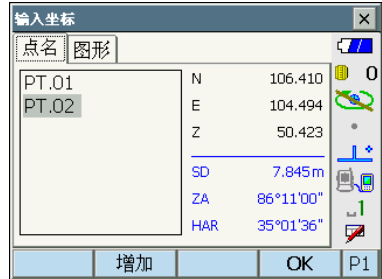 输入坐标
点名 图形
PT.01
PT.02
N 106.410
E 104.494
Z 50.423
SD 7.845m
ZA 86°11'00"
HAR 35°01'36"
0
1
增加 OK P1